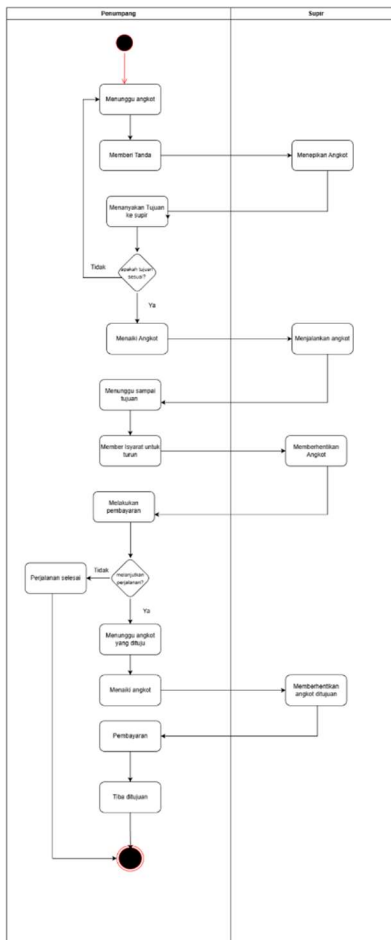 Penumpang
Supir
Menunggu angkot
Memberi Tanda
Menepikan Angkot
Menanyakan Tujuan
ke supir
apakah tujuan
sesuai?
Tidak
Ya
Menaiki Angkot
Menjalankan angkot
Menunggu sampai
tujuan
Member Isyarat untuk
turun
Memberhentikan
Angkot
Melakukan
pembayaran
melanjutkan
perjalanan?
Tidak
Perjalanan selesai
Ya
Menunggu angkot
yang dituju
Menaiki angkot
Memberhentikan
angkot ditujuan
Pembayaran
Tiba ditujuan